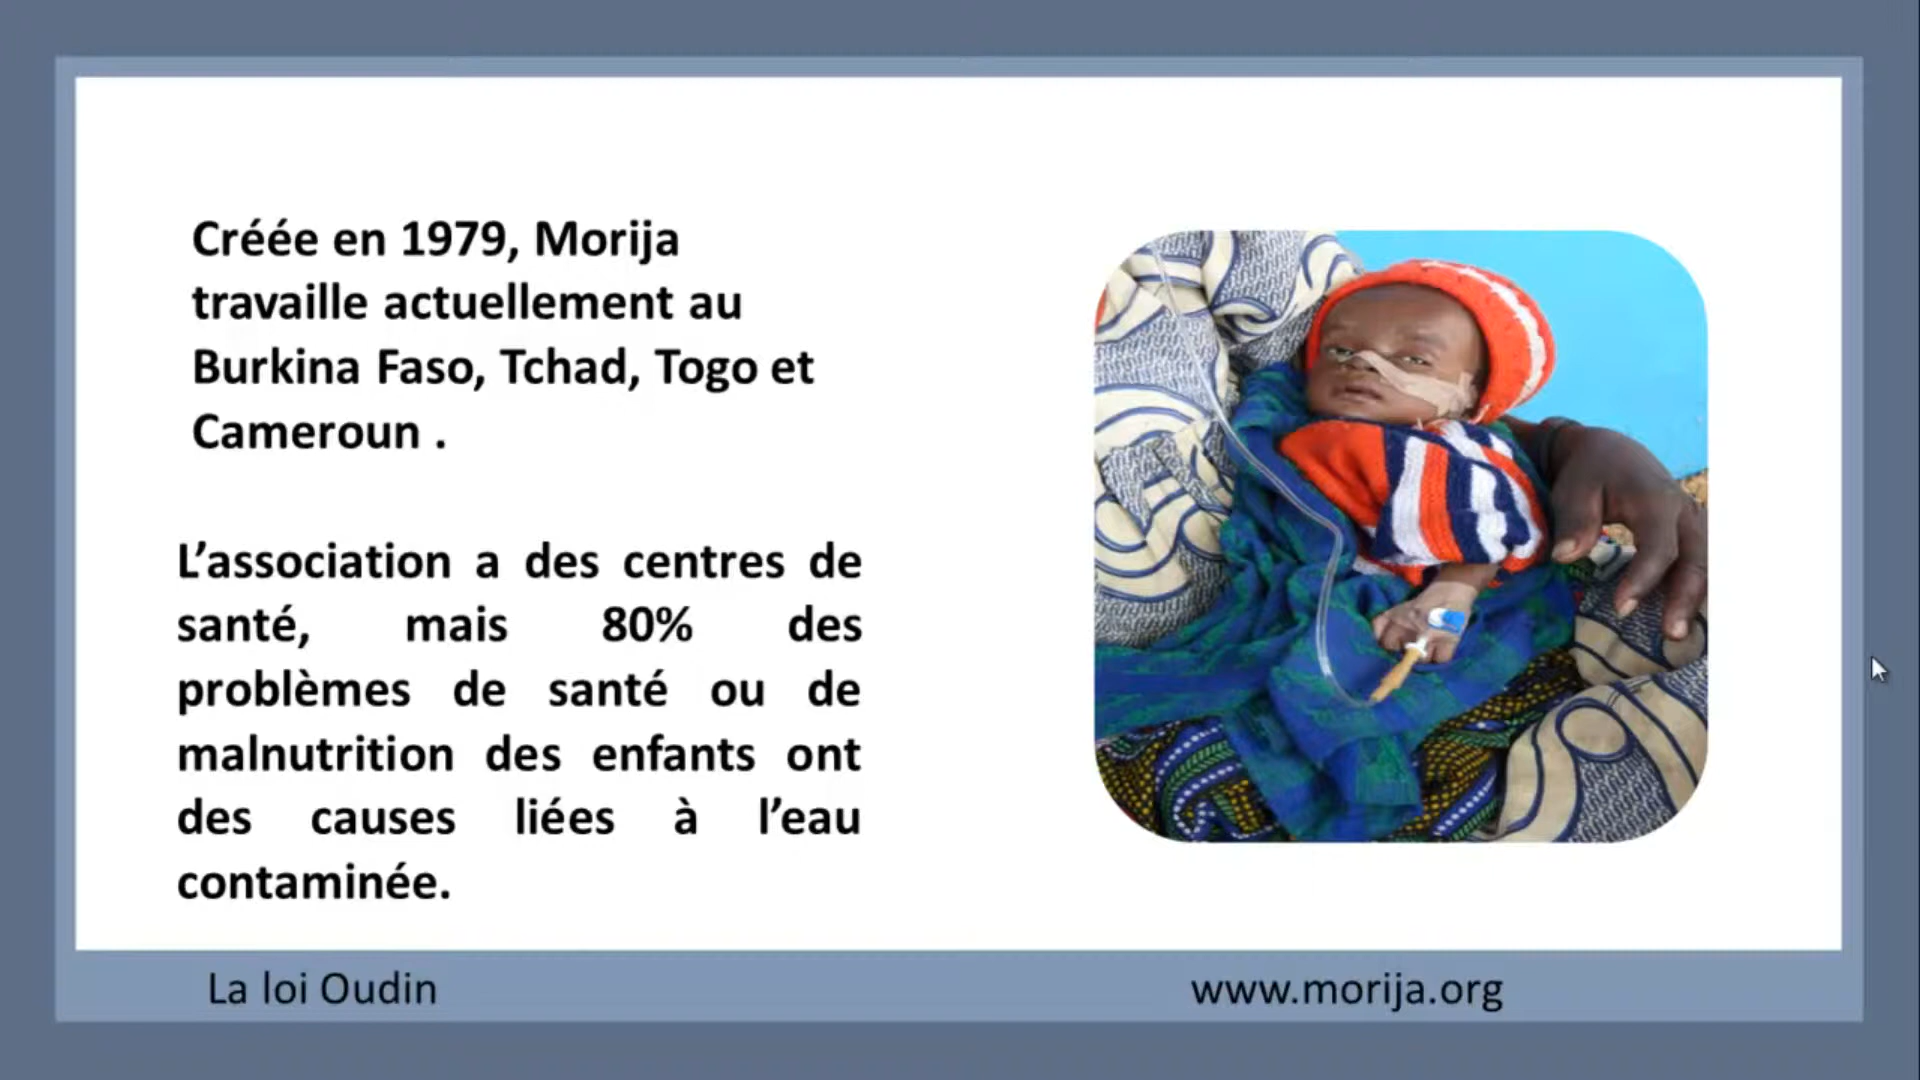 Créée en 1979, Morija
travaille actuellement au
Burkina Faso, Tchad, Togo et
Cameroun .
L’association a des centres de
santé, mais 80% des
problèmes de santé ou de
malnutrition des enfants ont
des causes liées à l’eau
contaminée.
La loi Oudin
www.morija.org